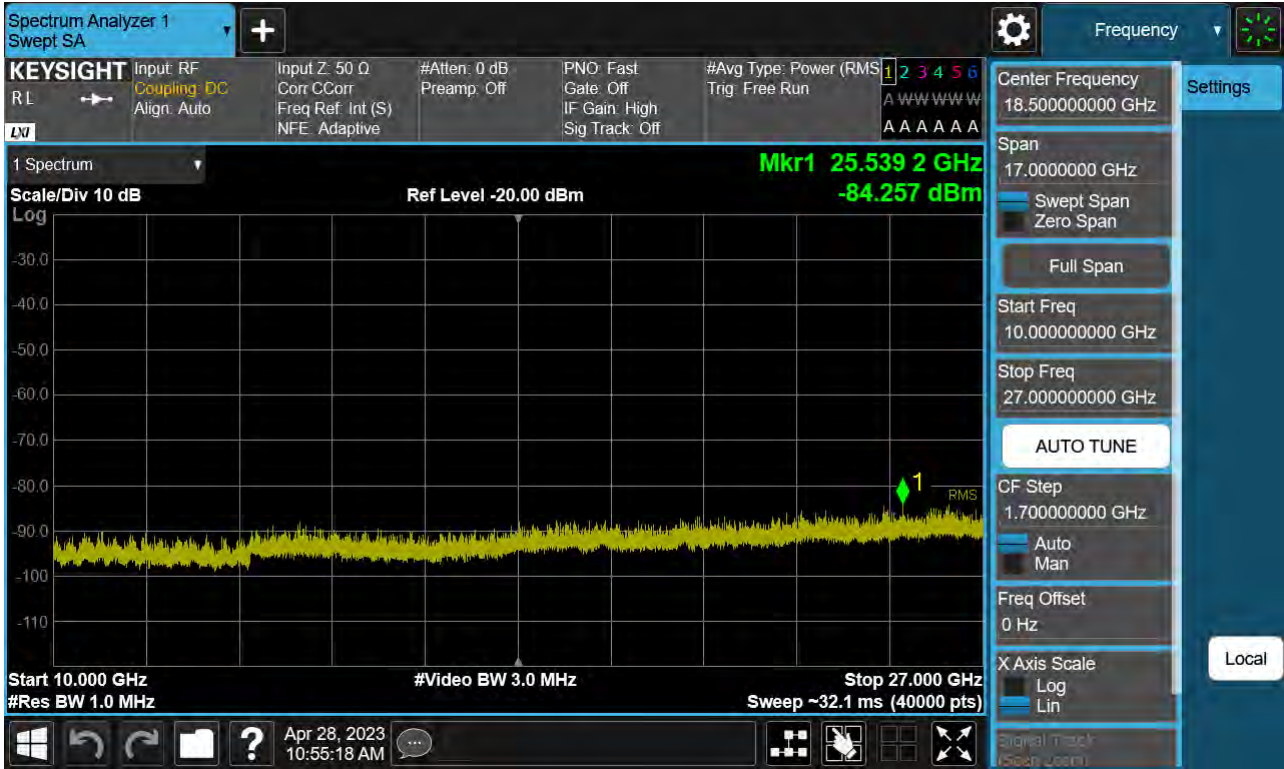 Spectrum Analyzer 1
Swept SA
+
Frequency
KEYSIGHT
R L
LXI
Input: RF
Coupling: DC
Align: Auto
Input Z: 50 Ω
Corr CCorr
Freq Ref: Int (S)
NFE: Adaptive
#Atten: 0 dB
Preamp: Off
PNO: Fast
Gate: Off
IF Gain: High
Sig Track: Off
#Avg Type: Power (RMS
Trig: Free Run
1 2 3 4 5 6
A W W W W W
A A A A A A
1 Spectrum
Mkr1 25.539 2 GHz
Scale/Div 10 dB
Ref Level -20.00 dBm
-84.257 dBm
Log
-30.0
-40.0
-50.0
-60.0
-70.0
-80.0
-90.0
-100
-110
1
RMS
Start 10.000 GHz
#Video BW 3.0 MHz
Stop 27.000 GHz
#Res BW 1.0 MHz
Sweep ~32.1 ms (40000 pts)
Center Frequency
18.500000000 GHz
Settings
Span
17.0000000 GHz
Swept Span
Zero Span
Full Span
Start Freq
10.000000000 GHz
Stop Freq
27.000000000 GHz
AUTO TUNE
CF Step
1.700000000 GHz
Auto
Man
Freq Offset
0 Hz
X Axis Scale
Log
Lin
Local
Signal Track
(Span Zoom)
?
Apr 28, 2023
10:55:18 AM